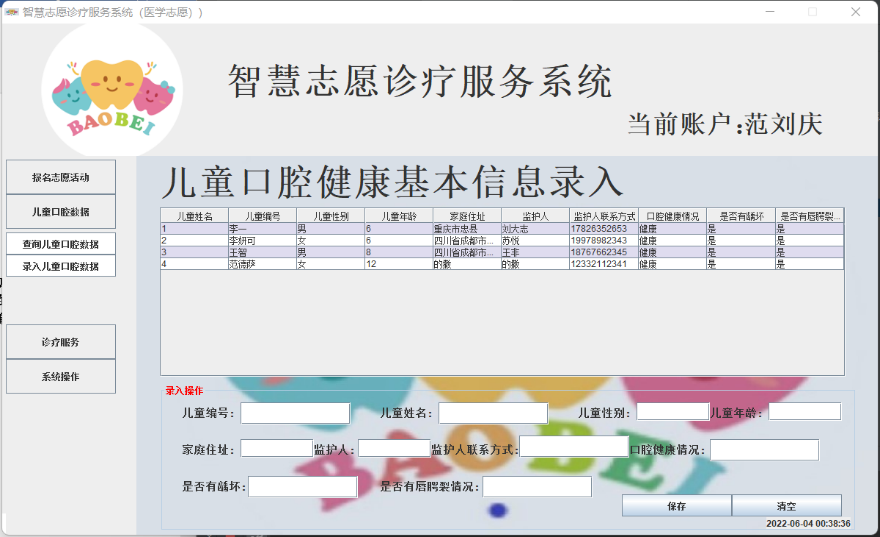 智慧志愿诊疗服务系统（医学志愿）)
智慧志愿诊疗服务系统
BAOBEI
当前账户:范刘庆
报名志愿活动
儿童口腔数据
查询儿童口腔数据
录入儿童口腔数据
诊疗服务
系统操作
儿童口腔健康基本信息录入
儿童姓名 儿童编号 儿童性别 儿童年龄 家庭住址 监护人 监护人联系方式 口腔健康情况 是否有龋坏 是否有唇腭裂...
1 李一 男 6 重庆市忠县 刘大志 17826352653 健康 是 是
2 李妍可 女 6 四川省成都市... 苏悦 19978982343 健康 是 是
3 王智 男 8 四川省成都市... 王非 18767662345 健康 是 是
4 范德萨 女 12 的撒 的撒 12332112341 健康 是 是
录入操作
儿童编号: 儿童姓名: 儿童性别: 儿童年龄:
家庭住址: 监护人: 监护人联系方式: 口腔健康情况:
是否有龋坏: 是否有唇腭裂情况:
BAOBEI
保存 清空
2022-06-04 00:38:36